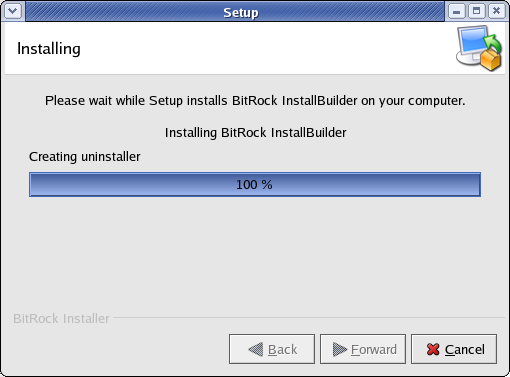 Setup
Installing
Please wait while Setup installs BitRock InstallBuilder on your computer.
Installing BitRock InstallBuilder
Creating uninstaller
100 %
BitRock Installer
Back
Forward
Cancel